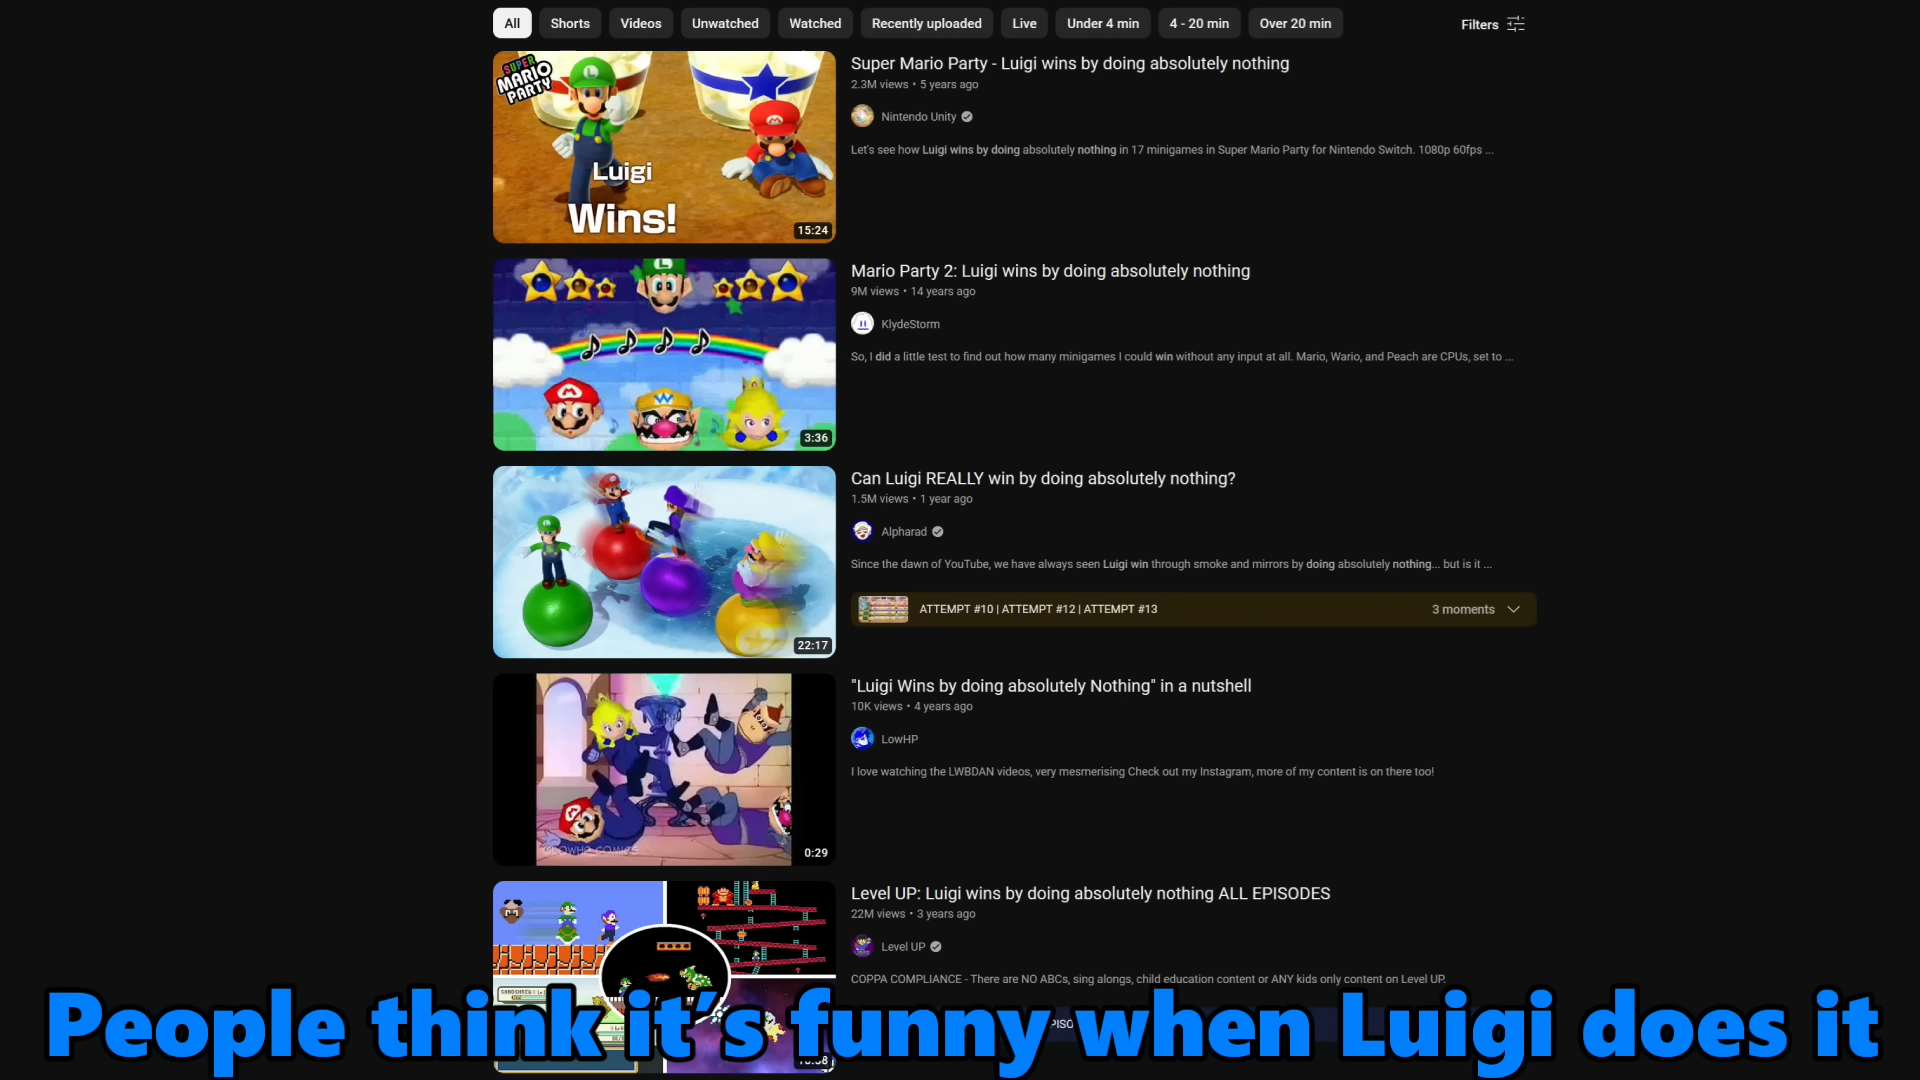 All
Shorts
Videos
Unwatched
Watched
Recently uploaded
Live
Under 4 min
4 - 20 min
Over 20 min
Filters
SUPER
MARIO
PARTY
Luigi
Wins!
15:24
Super Mario Party - Luigi wins by doing absolutely nothing
2.3M views • 5 years ago
Nintendo Unity
Let's see how Luigi wins by doing absolutely nothing in 17 minigames in Super Mario Party for Nintendo Switch. 1080p 60fps ...
3:36
Mario Party 2: Luigi wins by doing absolutely nothing
9M views • 14 years ago
KlydeStorm
So, I did a little test to find out how many minigames I could win without any input at all. Mario, Wario, and Peach are CPUs, set to ...
22:17
Can Luigi REALLY win by doing absolutely nothing?
1.5M views • 1 year ago
Alpharad
Since the dawn of YouTube, we have always seen Luigi win through smoke and mirrors by doing absolutely nothing... but is it ...
ATTEMPT #10 | ATTEMPT #12 | ATTEMPT #13
3 moments
@LOWHP_COMICS
0:29
"Luigi Wins by doing absolutely Nothing" in a nutshell
10K views • 4 years ago
LowHP
I love watching the LWBDAN videos, very mesmerising Check out my Instagram, more of my content is on there too!
Level UP: Luigi wins by doing absolutely nothing ALL EPISODES
22M views • 3 years ago
Level UP
COPPA COMPLIANCE - There are NO ABCs, sing alongs, child education content or ANY kids only content on Level UP.
People think it's funny when Luigi does it